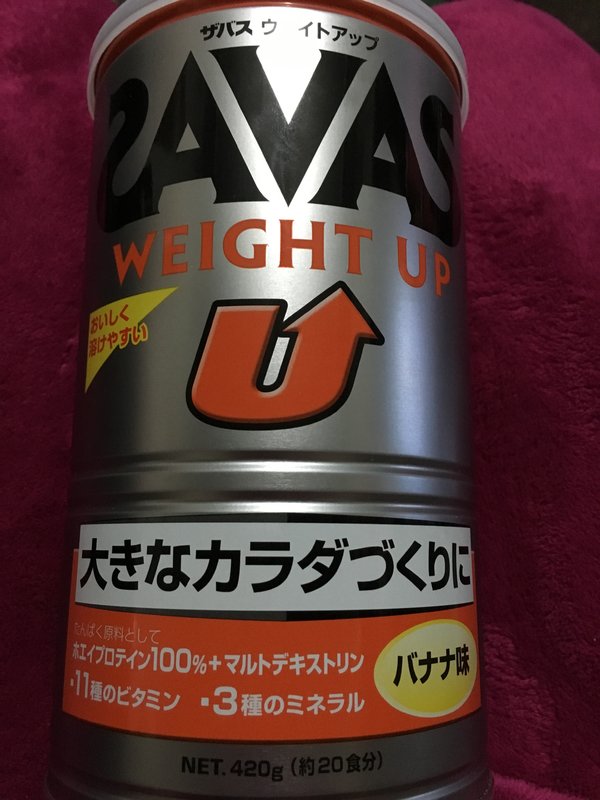 ザバス ウエイトアップ
SAVAS
WEIGHT UP
おいしく
溶けやすい
U
大きなカラダづくりに
たんぱく原料として
ホエイプロテイン100%+マルトデキストリン
▪11種のビタミン ▪3種のミネラル
バナナ味
NET. 420g (約20食分)